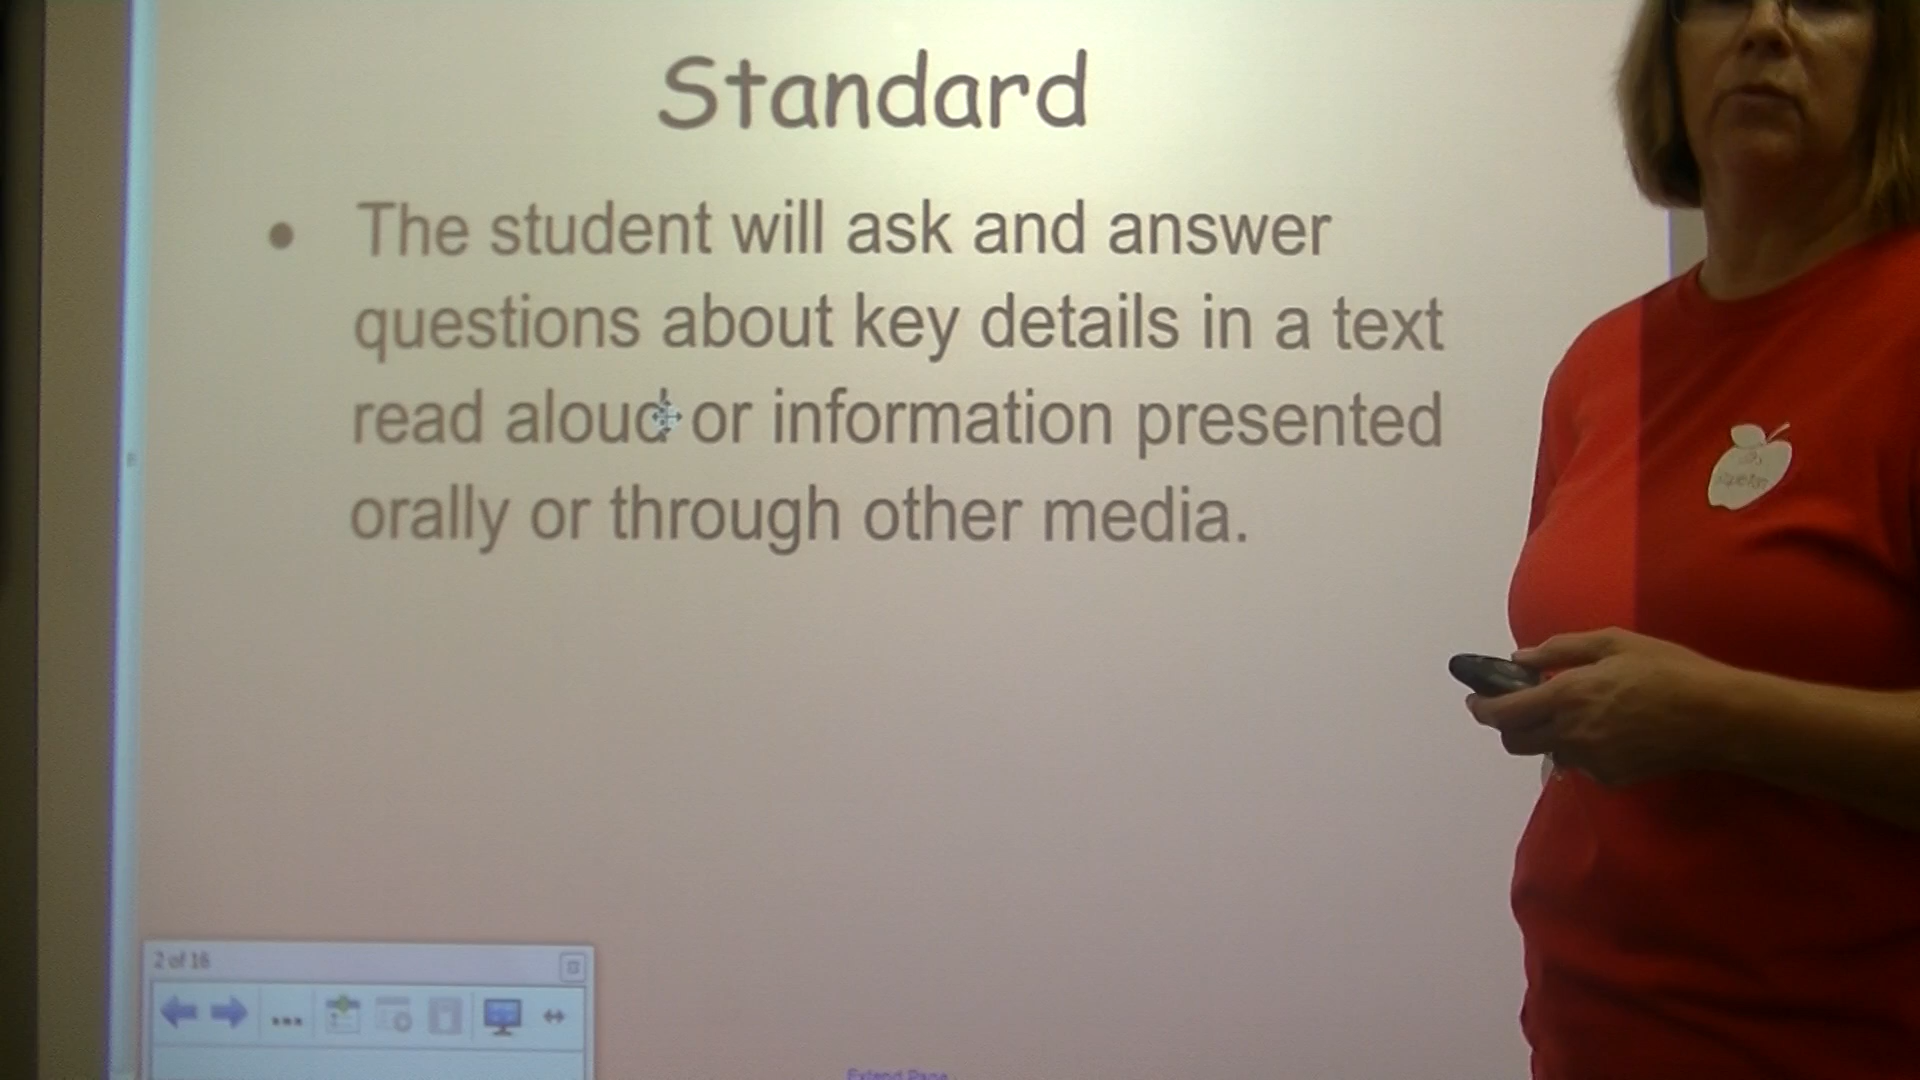 Standard
• The student will ask and answer
questions about key details in a text
read aloud or information presented
orally or through other media.
2 of 16
Extend Page